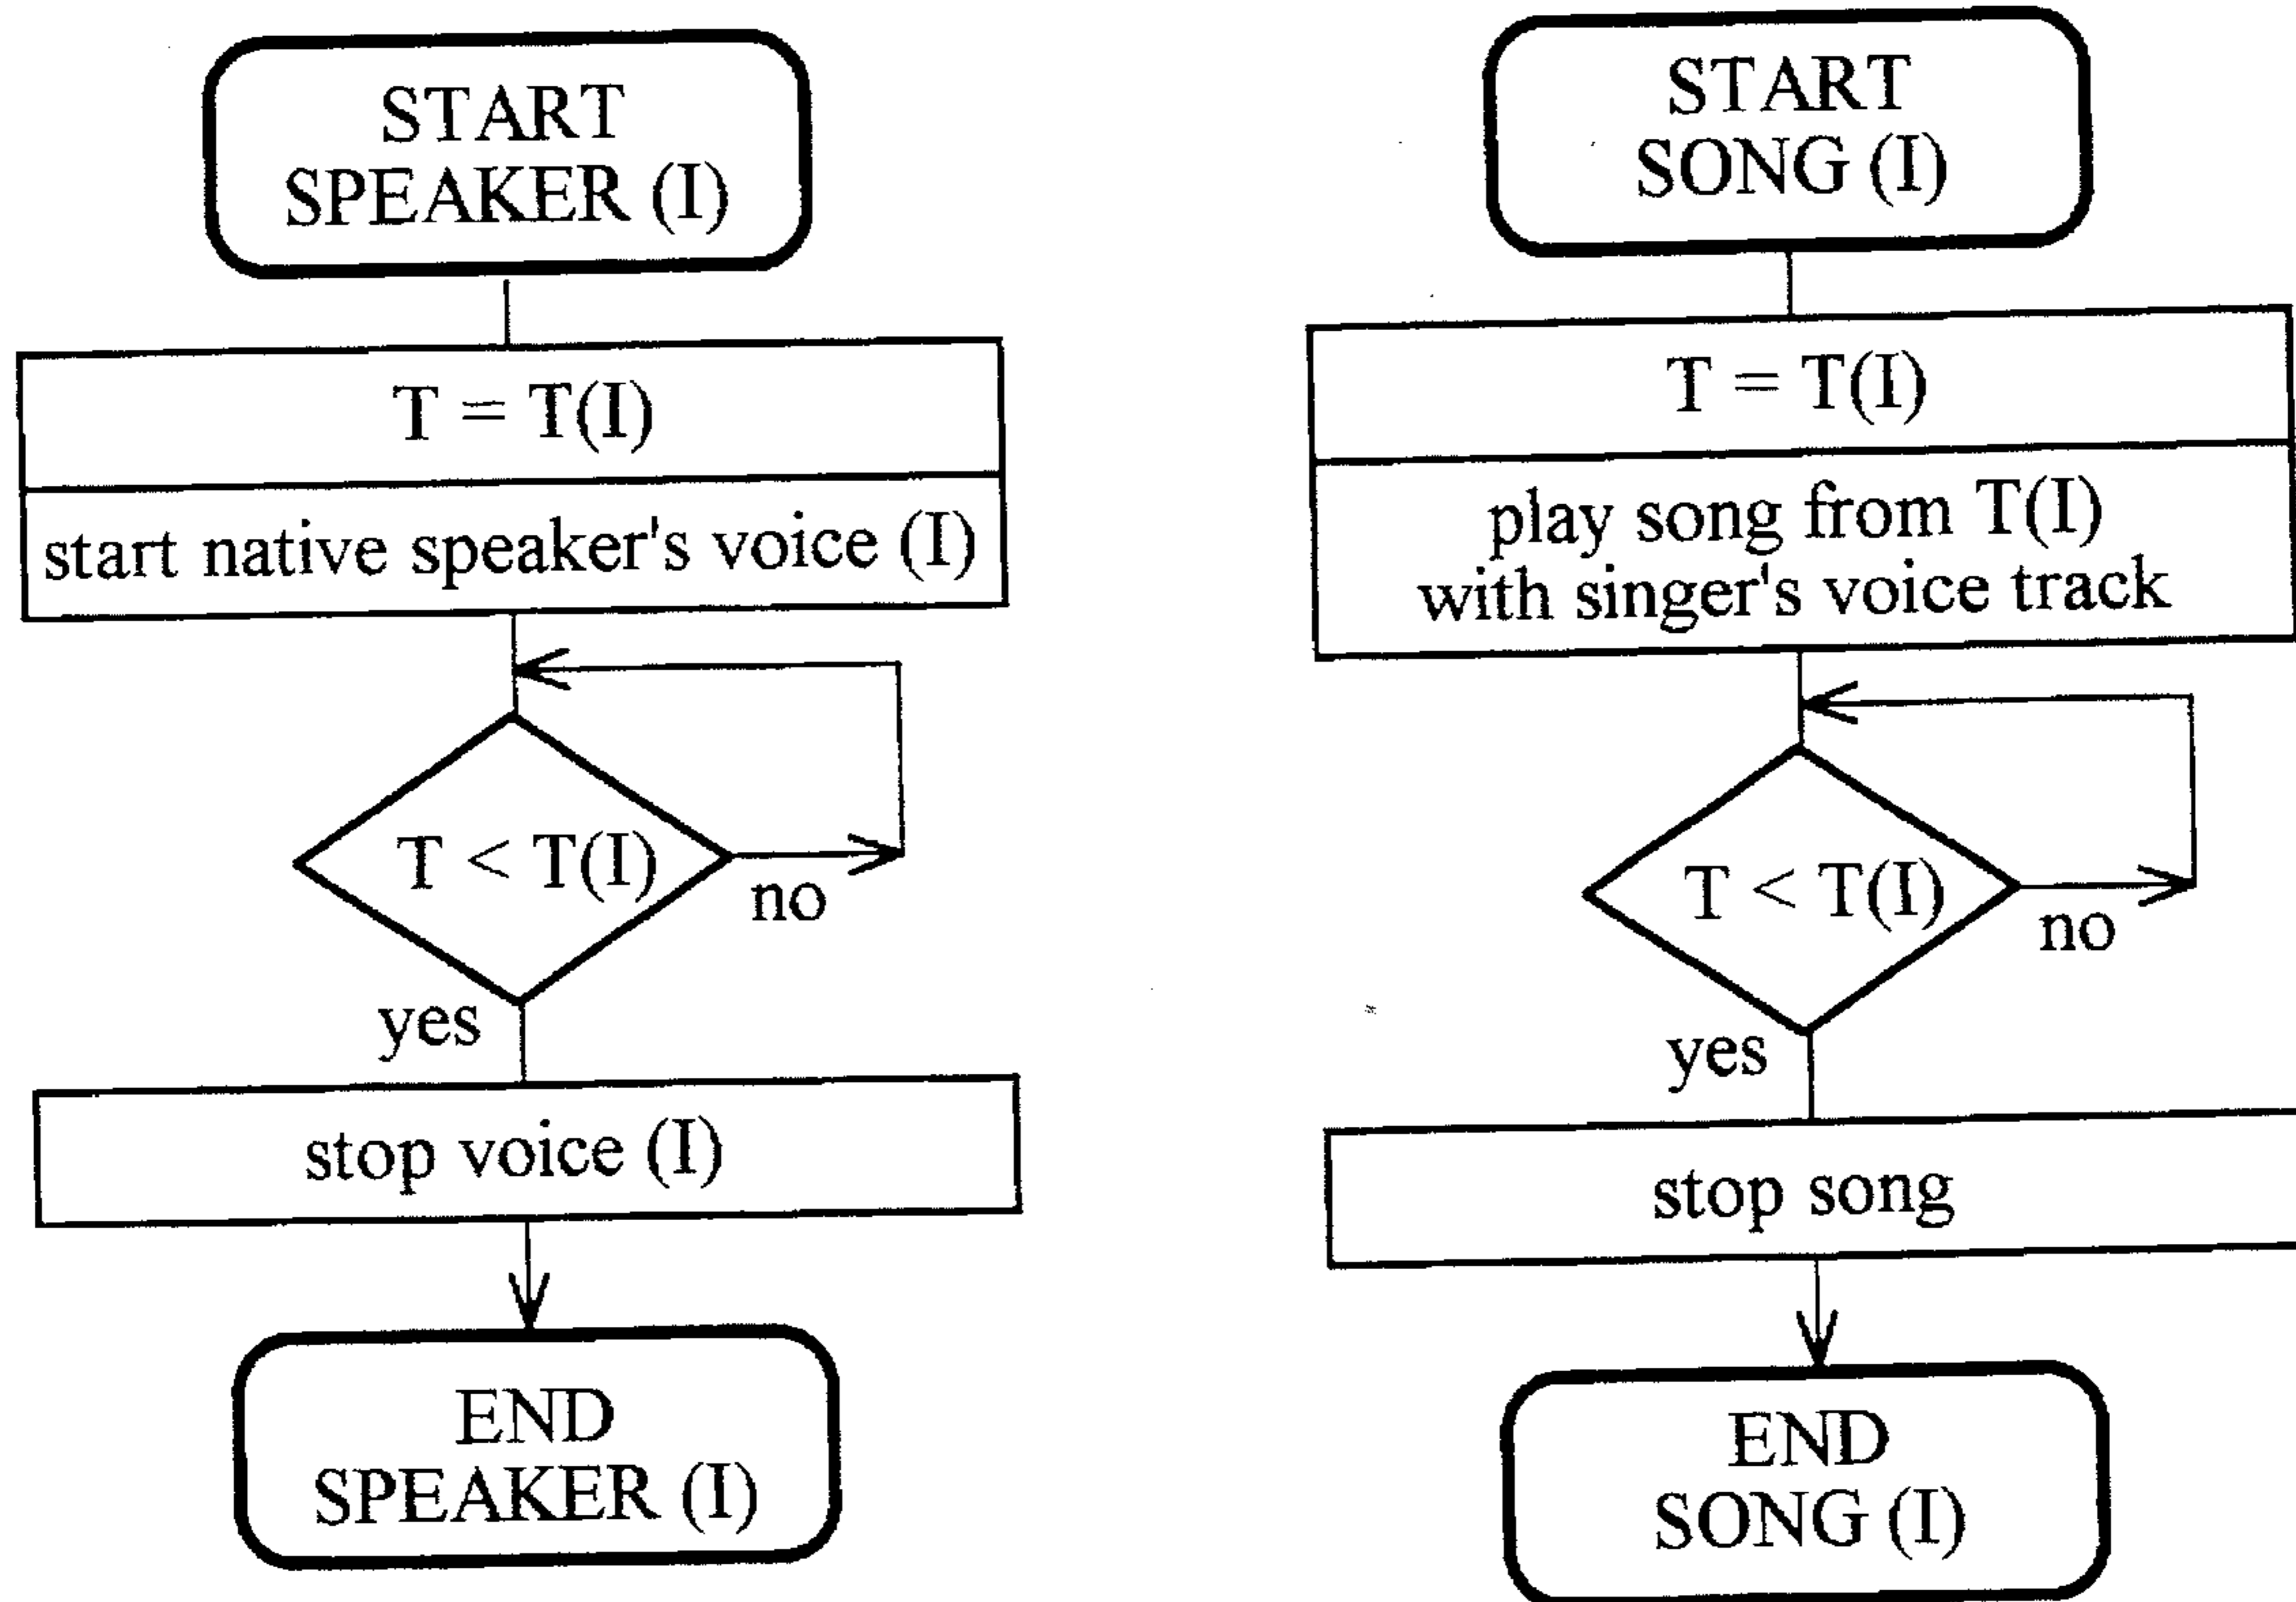 START
SPEAKER (I)
T = T(I)
start native speaker's voice (I)
T < T(I)
no
yes
stop voice (I)
END
SPEAKER (I)
START
SONG (I)
T = T(I)
play song from T(I)
with singer's voice track
T < T(I)
no
yes
stop song
END
SONG (I)